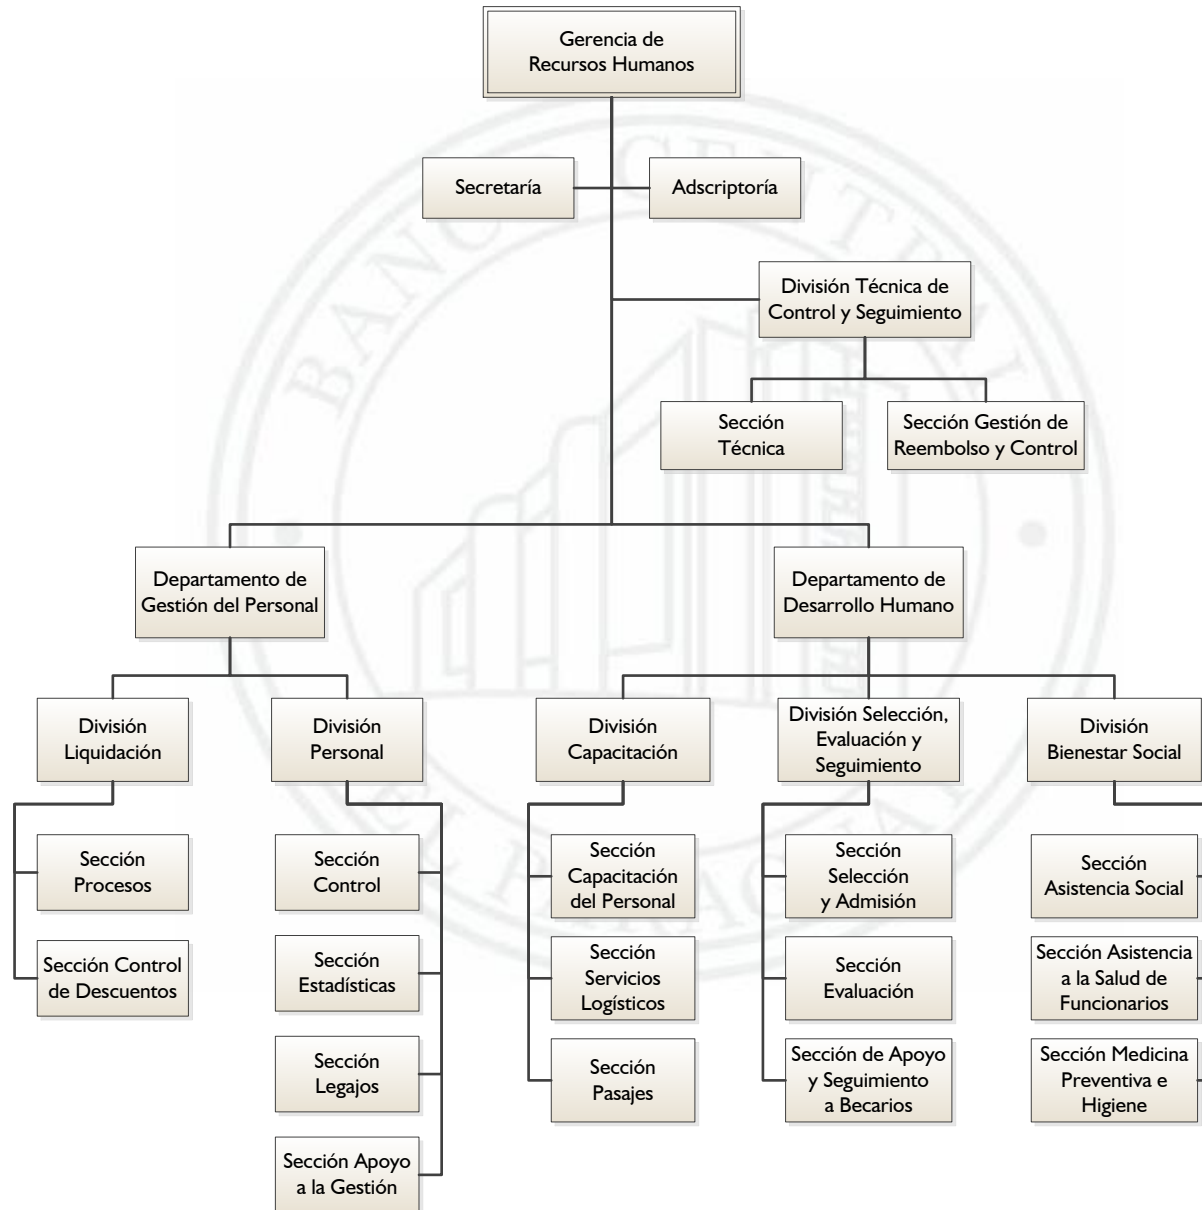 Gerencia de
Recursos Humanos
Secretaría
Adscriptoría
División Técnica de
Control y Seguimiento
Sección
Técnica
Sección Gestión de
Reembolso y Control
Departamento de
Gestión del Personal
Departamento de
Desarrollo Humano
División
Liquidación
División
Personal
División
Capacitación
División Selección,
Evaluación y
Seguimiento
División
Bienestar Social
Sección
Procesos
Sección Control
de Descuentos
Sección
Control
Sección
Estadísticas
Sección
Legajos
Sección Apoyo
a la Gestión
Sección
Capacitación
del Personal
Sección
Servicios
Logísticos
Sección
Pasajes
Sección
Selección
y Admisión
Sección
Evaluación
Sección de Apoyo
y Seguimiento
a Becarios
Sección
Asistencia Social
Sección Asistencia
a la Salud de
Funcionarios
Sección Medicina
Preventiva e
Higiene
BANCO CENTRAL
DEL PARAGUAY